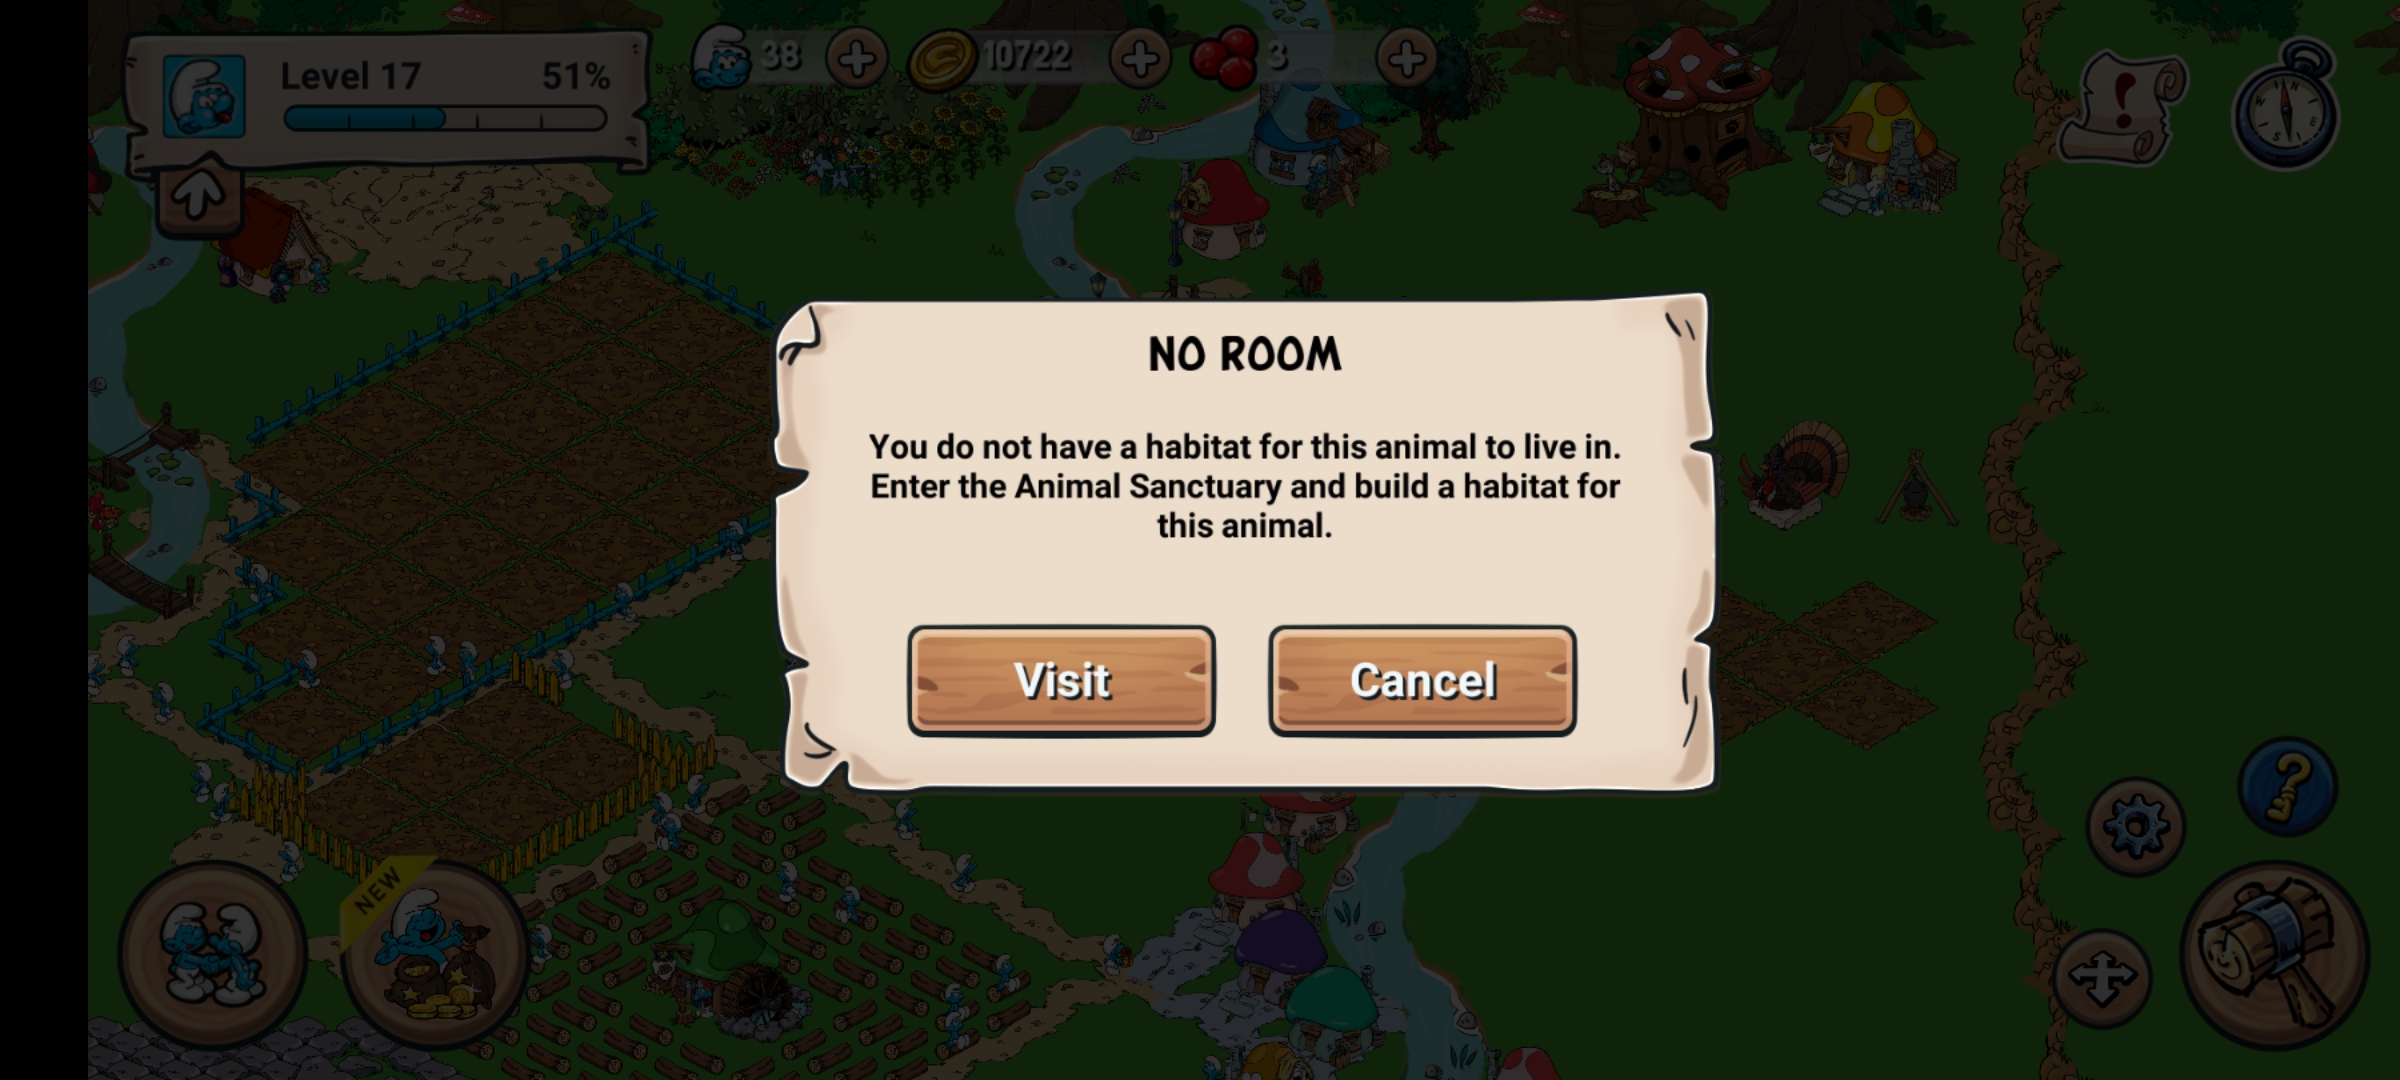 Level 17
51%
38
10722
3
NO ROOM
You do not have a habitat for this animal to live in.
Enter the Animal Sanctuary and build a habitat for
this animal.
Visit
Cancel
NEW